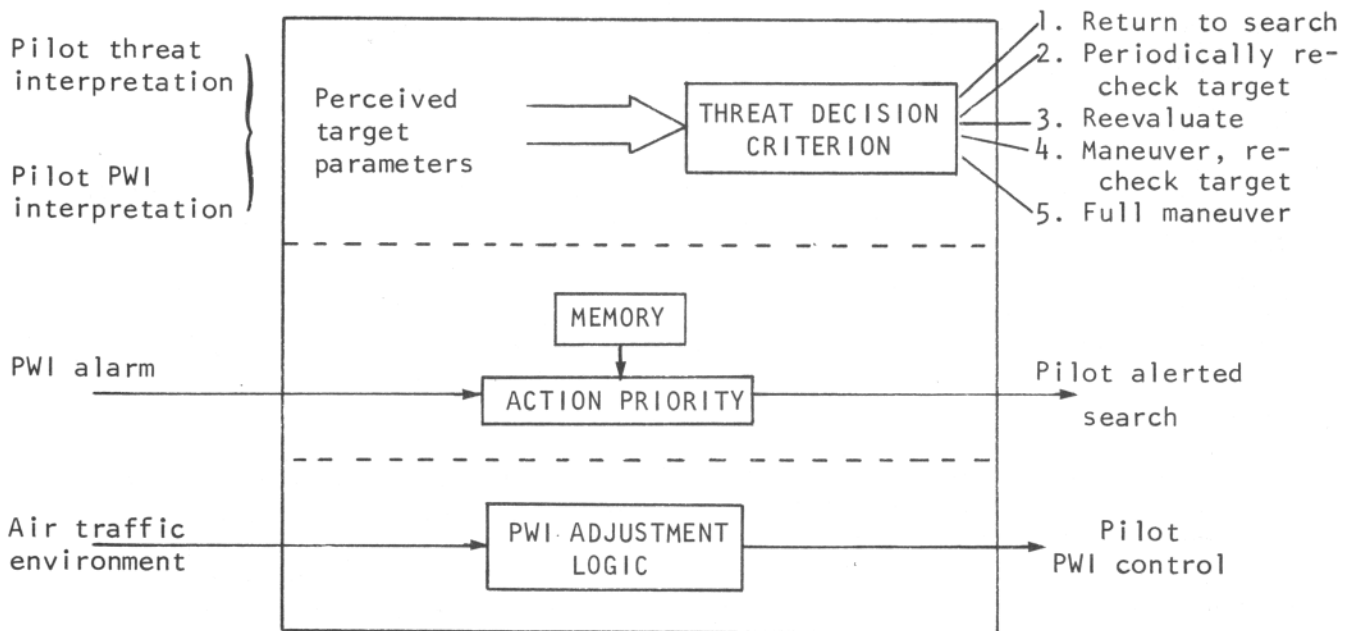 Pilot threat
interpretation
Pilot PWI
interpretation
Perceived
target
parameters
THREAT DECISION
CRITERION
1. Return to search
2. Periodically re-
check target
3. Reevaluate
4. Maneuver, re-
check target
5. Full maneuver
MEMORY
PWI alarm
ACTION PRIORITY
Pilot alerted
search
Air traffic
environment
PWI ADJUSTMENT
LOGIC
Pilot
PWI control